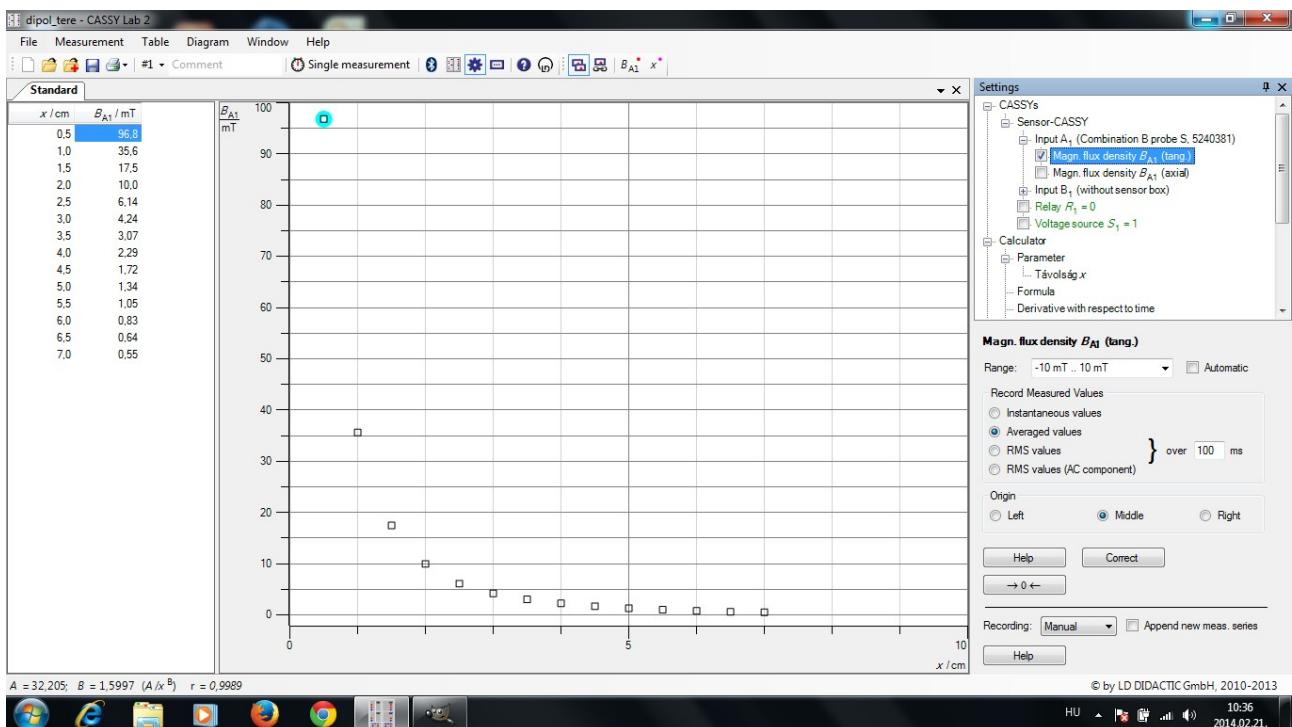 dipol_tere - CASSY Lab 2
File Measurement Table Diagram Window Help
#1 Comment Single measurement B_A1 x
Standard
x / cm B_A1 / mT
0,5 96,8
1,0 35,6
1,5 17,5
2,0 10,0
2,5 6,14
3,0 4,24
3,5 3,07
4,0 2,29
4,5 1,72
5,0 1,34
5,5 1,05
6,0 0,83
6,5 0,64
7,0 0,55
B_A1
mT
100
90
80
70
60
50
40
30
20
10
0
0 5 10
x / cm
Settings
CASSYs
Sensor-CASSY
Input A₁ (Combination B probe S, 5240381)
Magn. flux density B_A1 (tang.)
Magn. flux density B_A1 (axial)
Input B₁ (without sensor box)
Relay R₁ = 0
Voltage source S₁ = 1
Calculator
Parameter
Távolság x
Formula
Derivative with respect to time
Magn. flux density B_A1 (tang.)
Range: -10 mT .. 10 mT Automatic
Record Measured Values
Instantaneous values
Averaged values
RMS values } over 100 ms
RMS values (AC component)
Origin
Left Middle Right
Help Correct
→ 0 ←
Recording: Manual Append new meas. series
Help
A = 32,205; B = 1,5997 (A/x^B) r = 0,9989
© by LD DIDACTIC GmbH, 2010-2013
HU 10:36
2014.02.21.